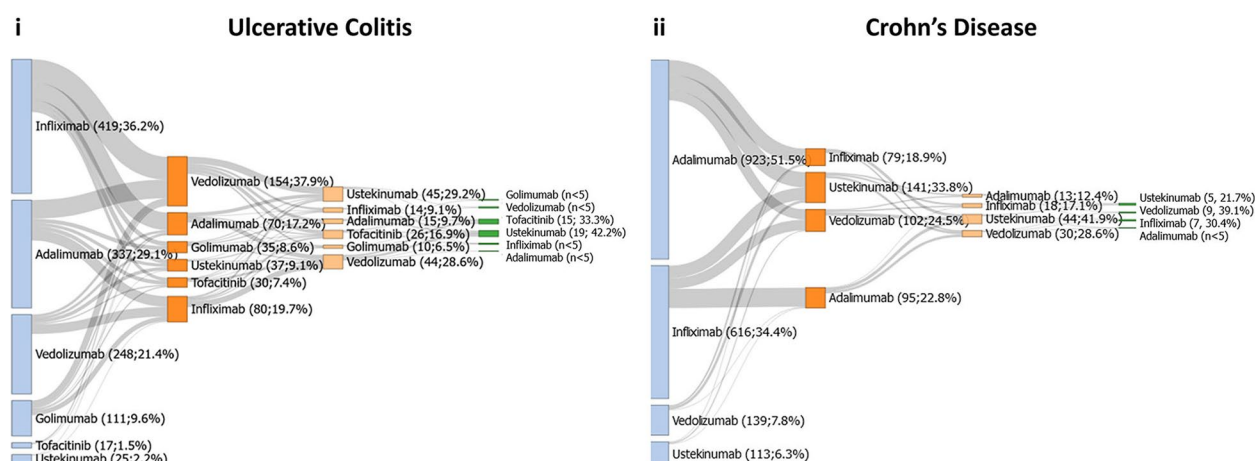 i
Ulcerative Colitis
Infliximab (419;36.2%)
Adalimumab (337;29.1%)
Vedolizumab (248;21.4%)
Golimumab (111;9.6%)
Tofacitinib (17;1.5%)
Ustekinumab (25;2.2%)
Vedolizumab (154;37.9%)
Adalimumab (70;17.2%)
Golimumab (35;8.6%)
Ustekinumab (37;9.1%)
Tofacitinib (30;7.4%)
Infliximab (80;19.7%)
Ustekinumab (45;29.2%)
Infliximab (14;9.1%)
Adalimumab (15;9.7%)
Tofacitinib (26;16.9%)
Golimumab (10;6.5%)
Vedolizumab (44;28.6%)
Golimumab (n<5)
Vedolizumab (n<5)
Tofacitinib (15; 33.3%)
Ustekinumab (19; 42.2%)
Infliximab (n<5)
Adalimumab (n<5)
ii
Crohn's Disease
Adalimumab (923;51.5%)
Infliximab (616;34.4%)
Vedolizumab (139;7.8%)
Ustekinumab (113;6.3%)
Infliximab (79;18.9%)
Ustekinumab (141;33.8%)
Vedolizumab (102;24.5%)
Adalimumab (95;22.8%)
Adalimumab (13;12.4%)
Infliximab (18;17.1%)
Ustekinumab (44;41.9%)
Vedolizumab (30;28.6%)
Ustekinumab (5, 21.7%)
Vedolizumab (9, 39.1%)
Infliximab (7, 30.4%)
Adalimumab (n<5)